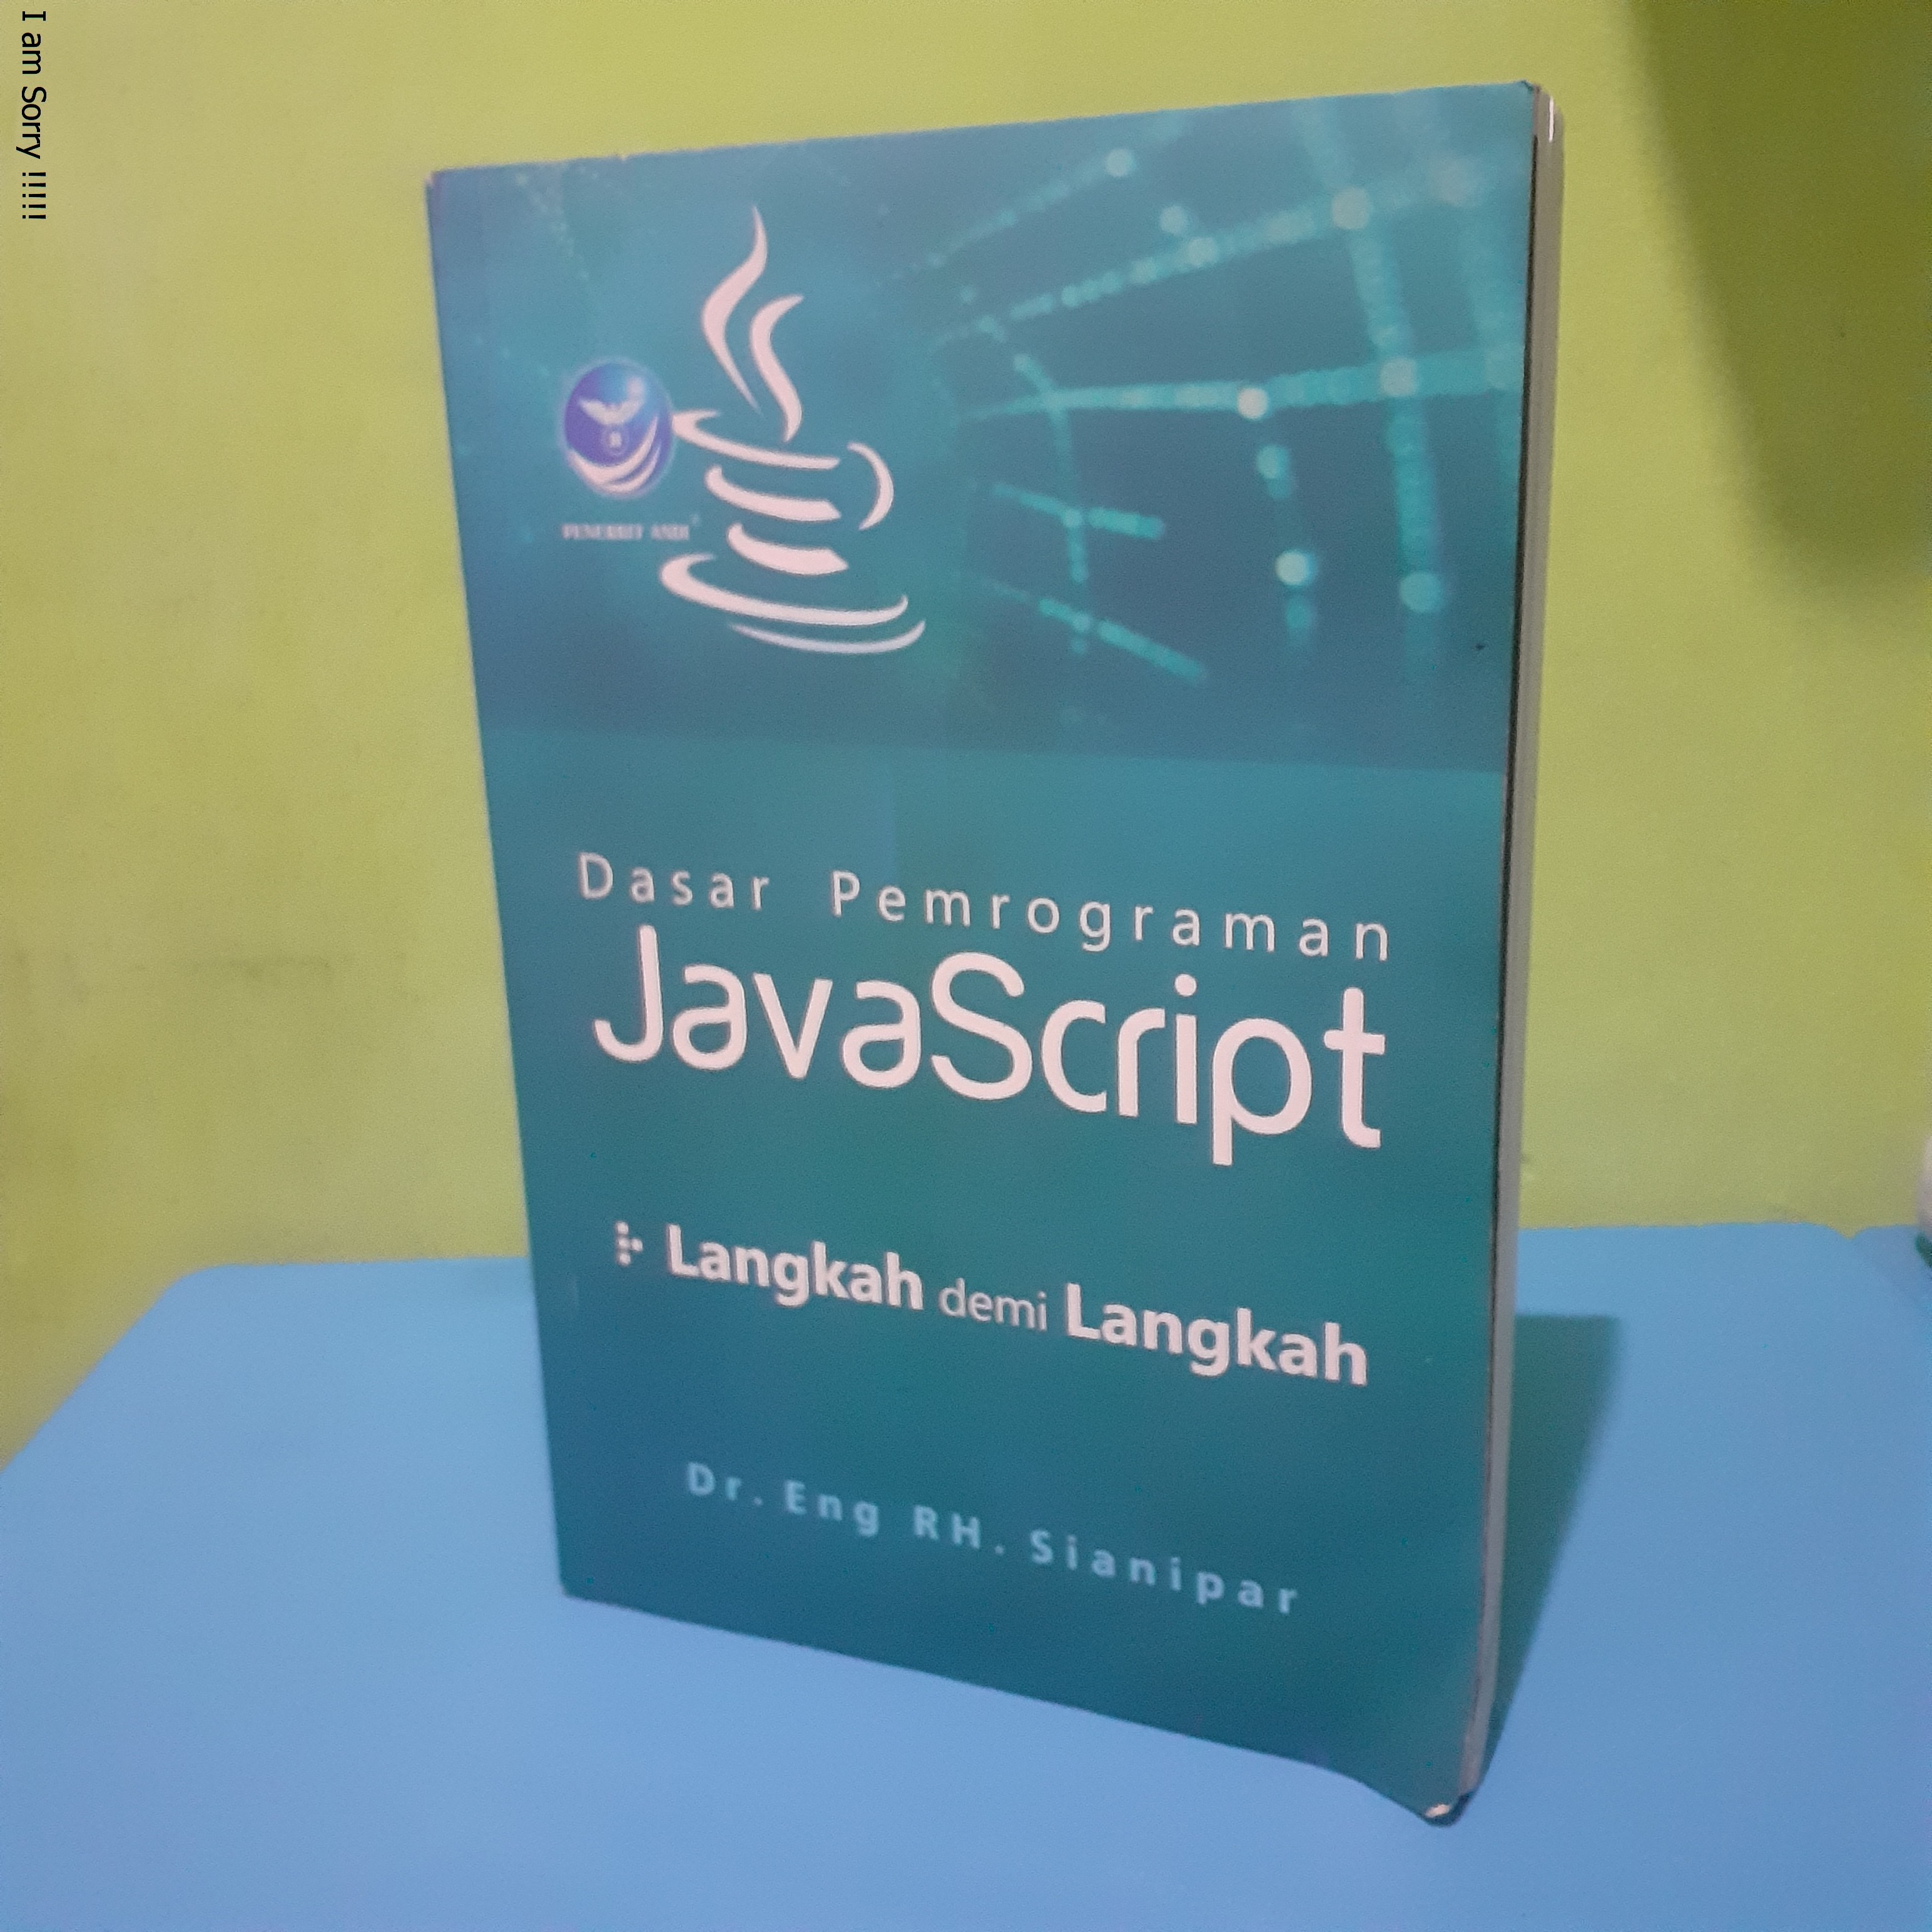 I am Sorry !!!!!
PENERBIT ANDI
Dasar Pemrograman
JavaScript
Langkah demi Langkah
Dr. Eng RH. Sianipar